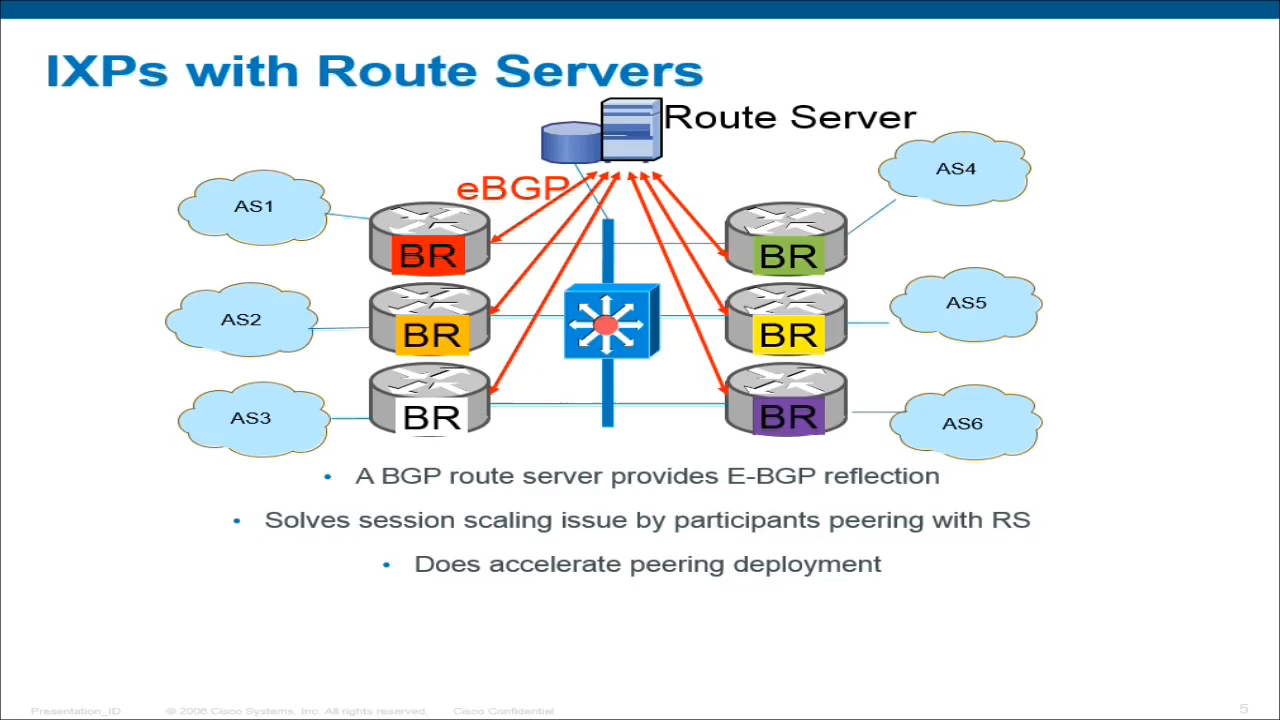 IXPs with Route Servers
Route Server
AS4
eBGP
AS1
BR
BR
AS5
AS2
BR
BR
AS3
BR
BR
AS6
• A BGP route server provides E-BGP reflection
• Solves session scaling issue by participants peering with RS
• Does accelerate peering deployment
Presentation_ID © 2006 Cisco Systems, Inc. All rights reserved. Cisco Confidential 5